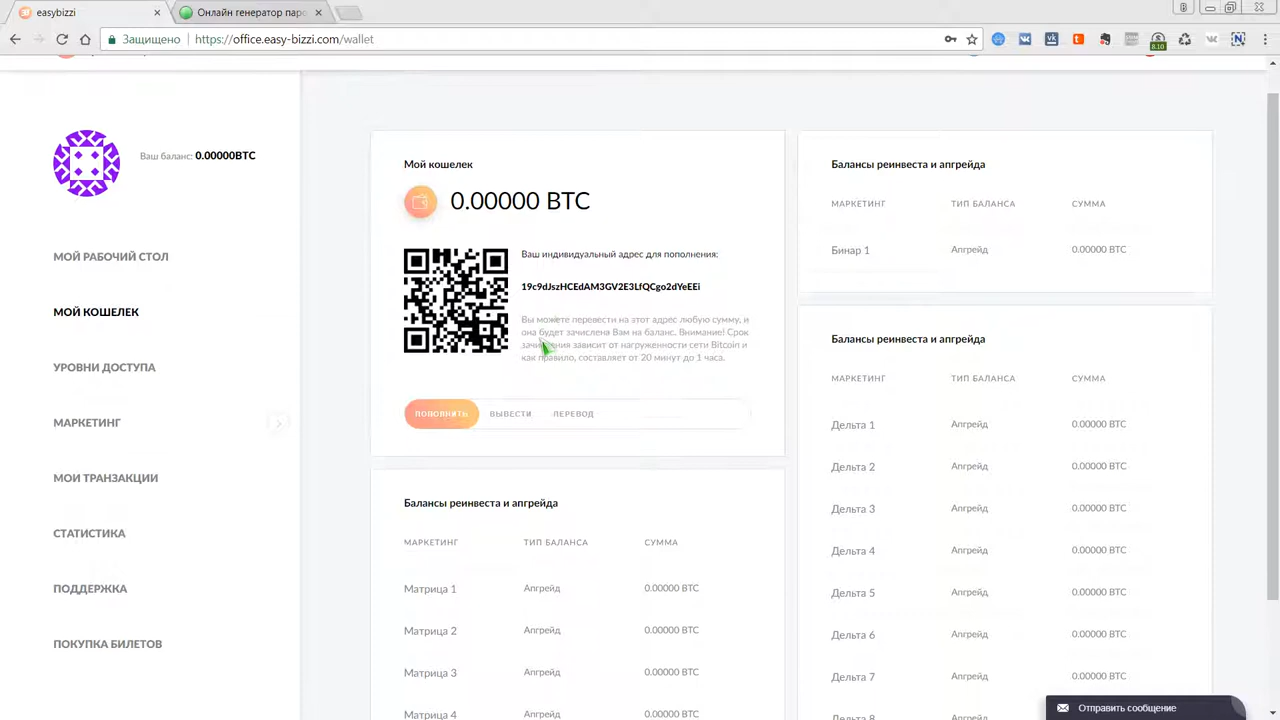 easybizzi
Онлайн генератор паро
Защищено
https://office.easy-bizzi.com/wallet
8.10
Ваш баланс: 0.00000BTC
МОЙ РАБОЧИЙ СТОЛ
МОЙ КОШЕЛЕК
УРОВНИ ДОСТУПА
МАРКЕТИНГ
МОИ ТРАНЗАКЦИИ
СТАТИСТИКА
ПОДДЕРЖКА
ПОКУПКА БИЛЕТОВ
Мой кошелек
0.00000 BTC
Ваш индивидуальный адрес для пополнения:
19c9dJszHCEdAM3GV2E3LfQCgo2dYeEEi
Вы можете перевести на этот адрес любую сумму, и
она будет зачислена Вам на баланс. Внимание! Срок
зачисления зависит от нагруженности сети Bitcoin и
как правило, составляет от 20 минут до 1 часа.
ПОПОЛНИТЬ ВЫВЕСТИ ПЕРЕВОД
Балансы реинвеста и апгрейда
МАРКЕТИНГ ТИП БАЛАНСА СУММА
Матрица 1 Апгрейд 0.00000 BTC
Матрица 2 Апгрейд 0.00000 BTC
Матрица 3 Апгрейд 0.00000 BTC
Матрица 4 Апгрейд 0.00000 BTC
Балансы реинвеста и апгрейда
МАРКЕТИНГ ТИП БАЛАНСА СУММА
Бинар 1 Апгрейд 0.00000 BTC
Балансы реинвеста и апгрейда
МАРКЕТИНГ ТИП БАЛАНСА СУММА
Дельта 1 Апгрейд 0.00000 BTC
Дельта 2 Апгрейд 0.00000 BTC
Дельта 3 Апгрейд 0.00000 BTC
Дельта 4 Апгрейд 0.00000 BTC
Дельта 5 Апгрейд 0.00000 BTC
Дельта 6 Апгрейд 0.00000 BTC
Дельта 7 Апгрейд 0.00000 BTC
Дельта 8 Апгрейд
Отправить сообщение